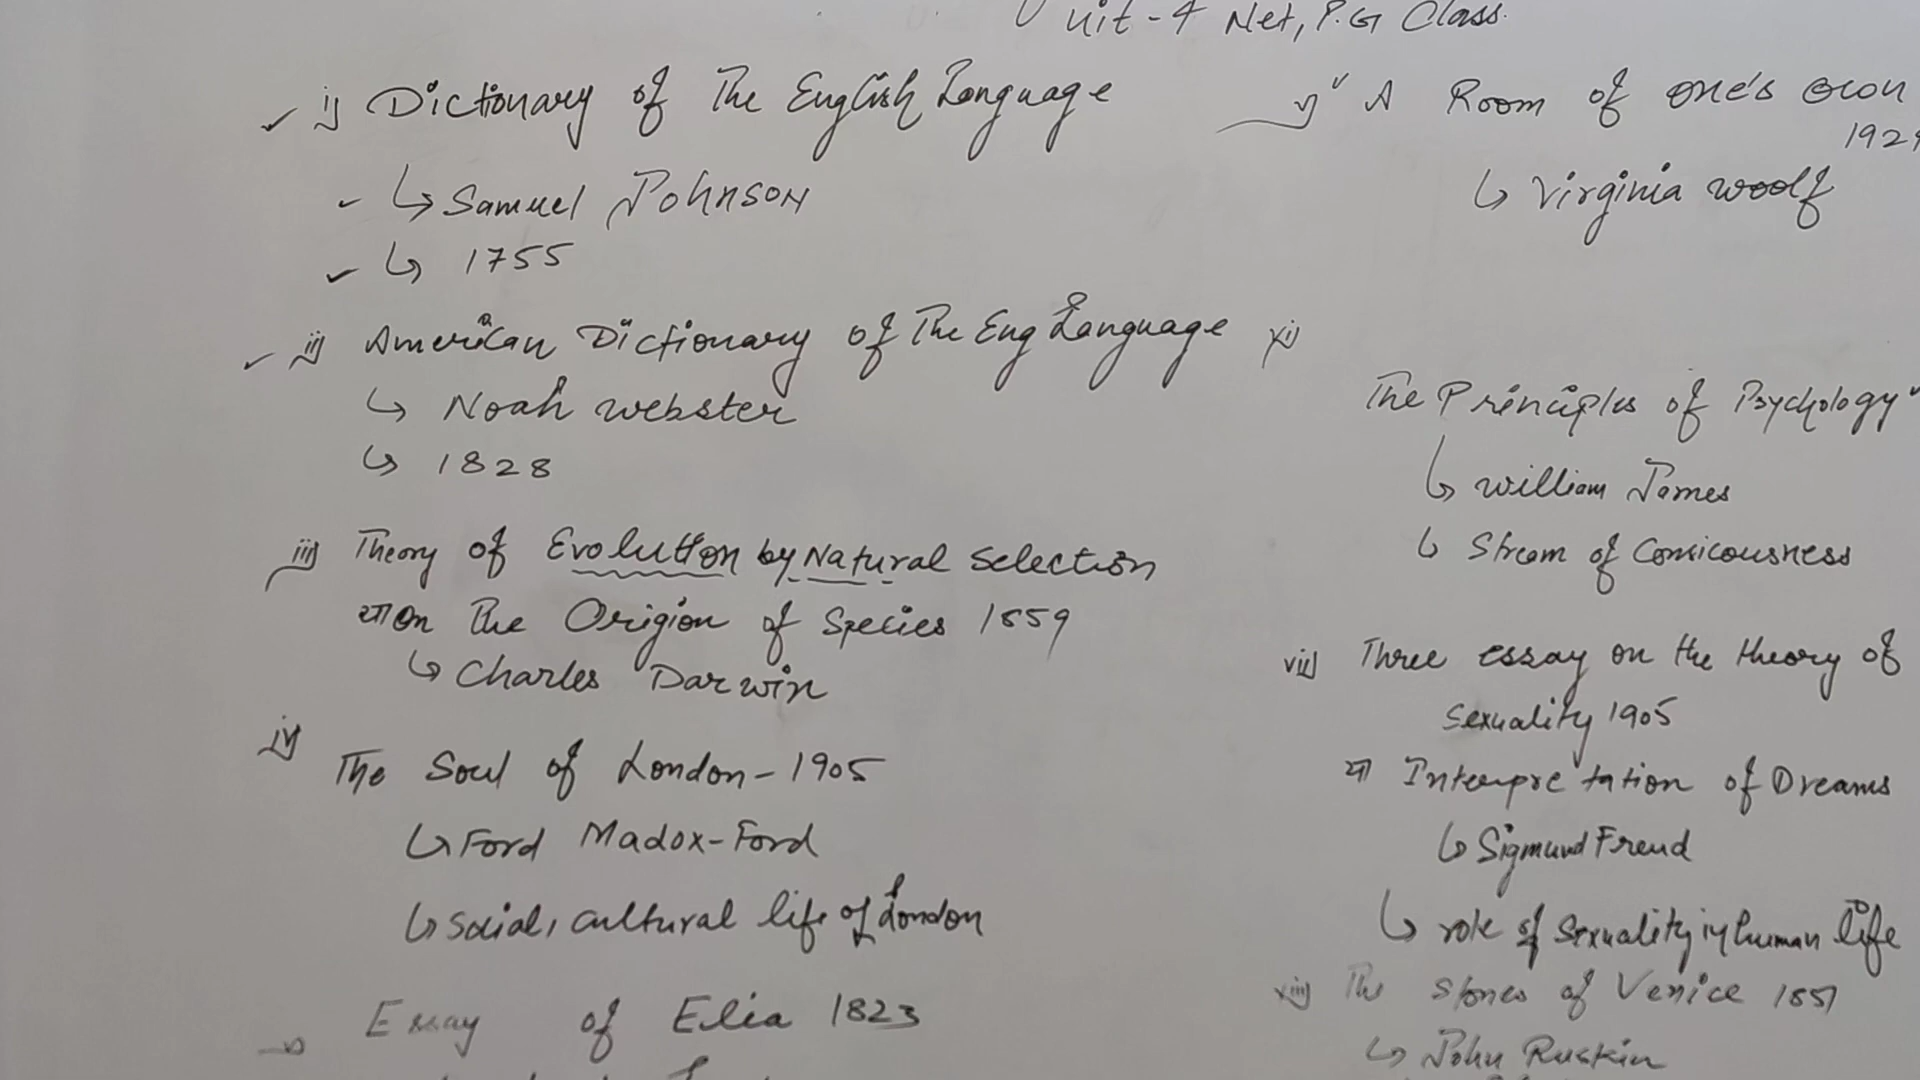 Unit-4 Net, P.G Class.
i) Dictionary of The English Language
↳ Samuel Johnson
↳ 1755
ii) American Dictionary of The Eng Language
↳ Noah webster
↳ 1828
iii) Theory of Evolution by Natural Selection
या on the Origion of Species 1859
↳ Charles Darwin
iv)
The Soul of London - 1905
↳ Ford Madox-Ford
↳ Social, cultural life of London
Essay of Elia 1823
" A Room of one's own
192
↳ Virginia woolf
xi)
The Principles of Psychology"
↳ william James
↳ Stream of Consicousness
vii) Three essay on the theory of
Sexuality 1905
या Interpretation of Dreams
↳ Sigmund Freud
↳ role of Sexuality in human life
xiii) The stones of Venice 1851
↳ John Ruskin